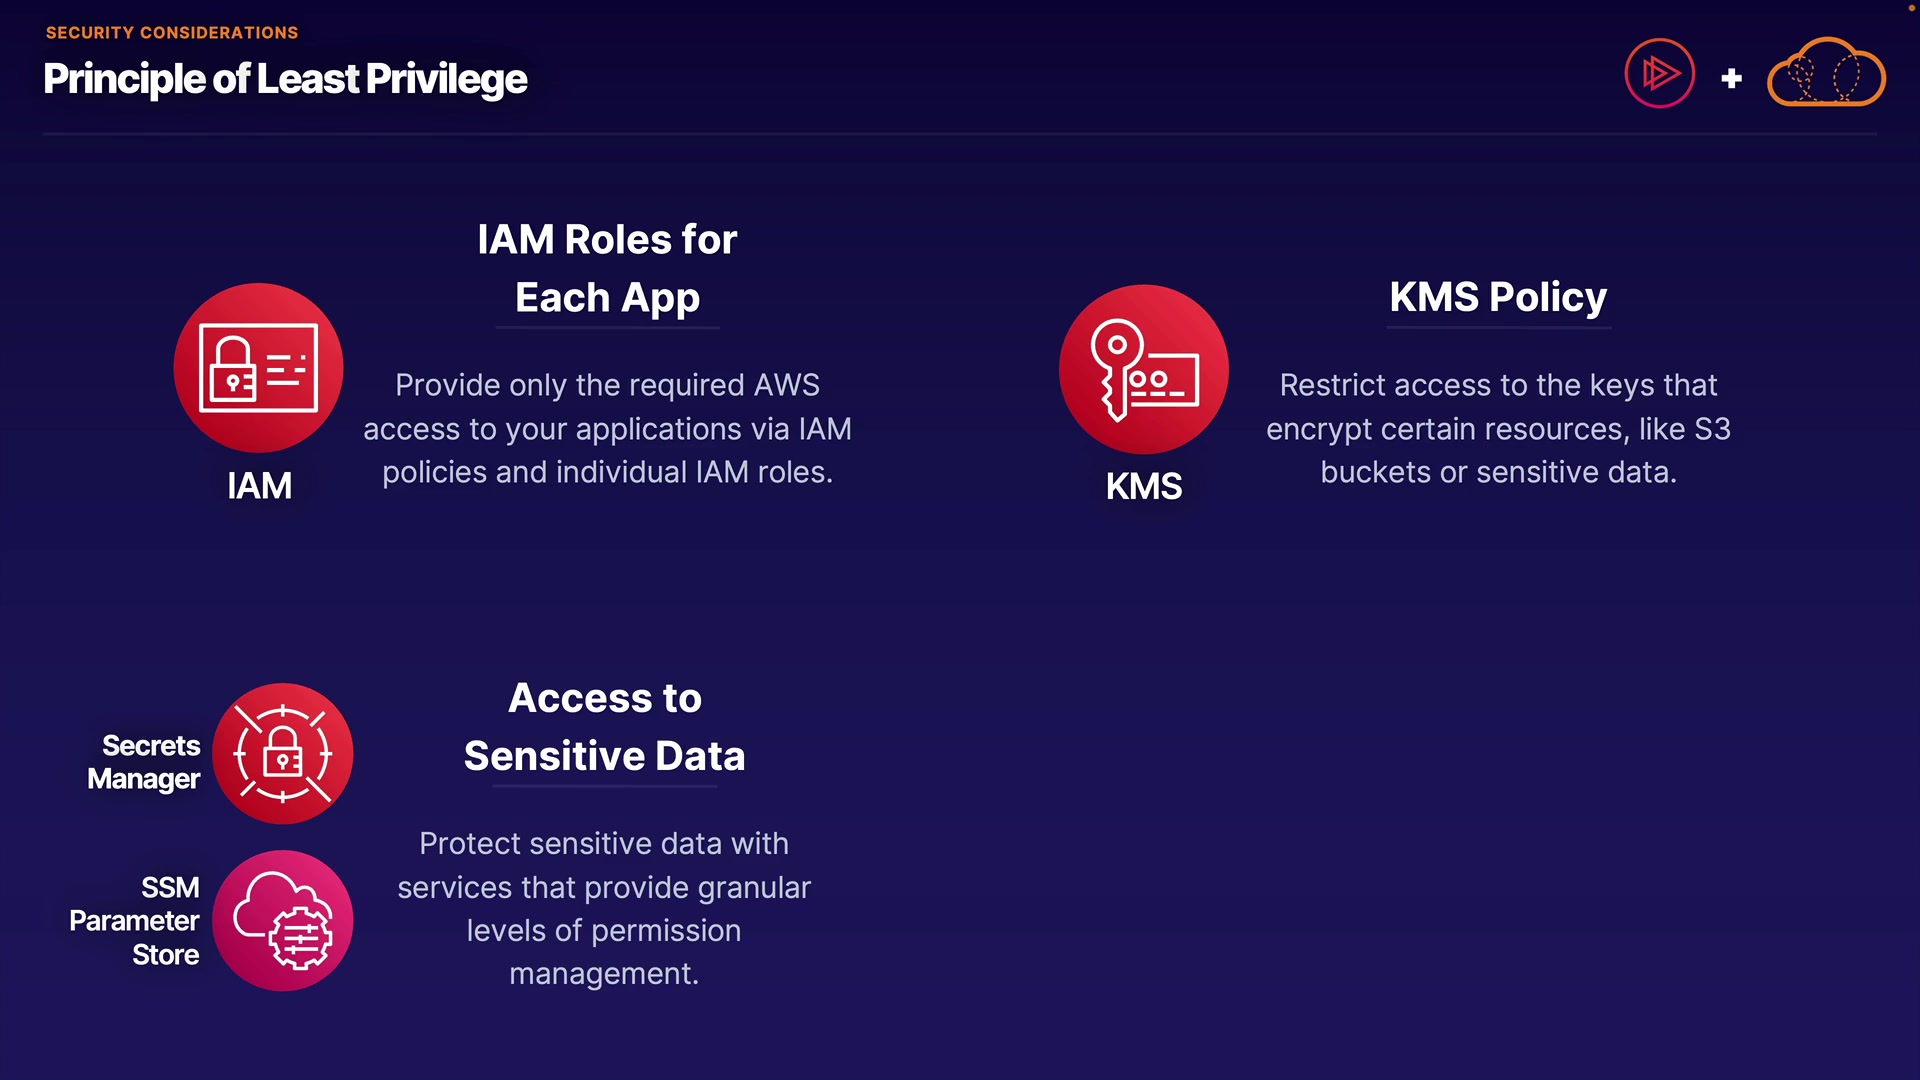 SECURITY CONSIDERATIONS
Principle of Least Privilege
IAM Roles for
Each App
Provide only the required AWS
access to your applications via IAM
policies and individual IAM roles.
IAM
KMS Policy
Restrict access to the keys that
encrypt certain resources, like S3
buckets or sensitive data.
KMS
Access to
Sensitive Data
Protect sensitive data with
services that provide granular
levels of permission
management.
Secrets
Manager
SSM
Parameter
Store